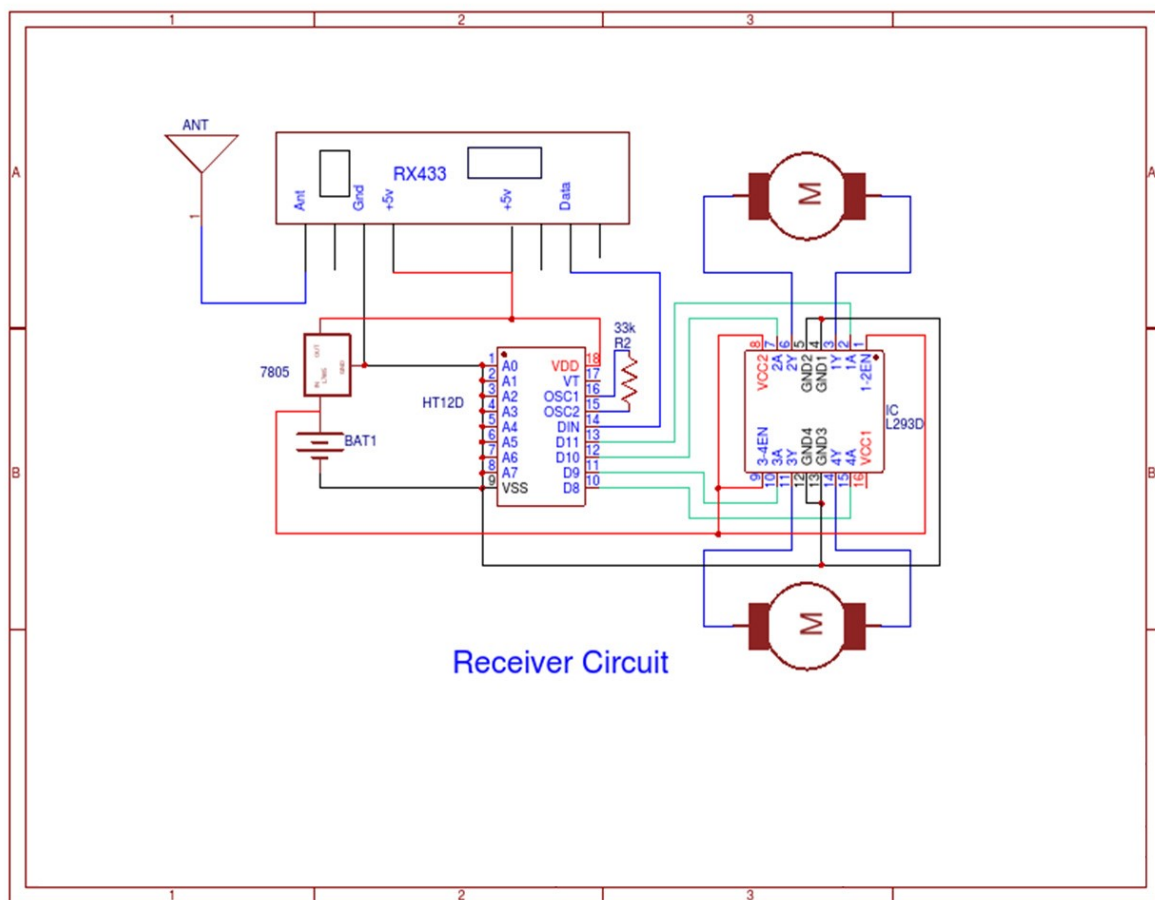 1 2 3
A
A
ANT
1
RX433
Ant
Gnd
+5v
+5v
Data
M
33k
R2
7805
OUT
IN
GND
HT12D
1 A0
2 A1
3 A2
4 A3
5 A4
6 A5
7 A6
8 A7
9 VSS
VDD 18
VT 17
OSC1 16
OSC2 15
DIN 14
D11 13
D10 12
D9 11
D8 10
BAT1
8 7 6 5 4 3 2 1
VCC2
2A
2Y
GND2
GND1
1Y
1A
1-2EN
IC
L293D
3-4EN
3A
3Y
GND4
GND3
4Y
4A
VCC1
9 10 11 12 13 14 15 16
B
B
M
Receiver Circuit
1 2 3